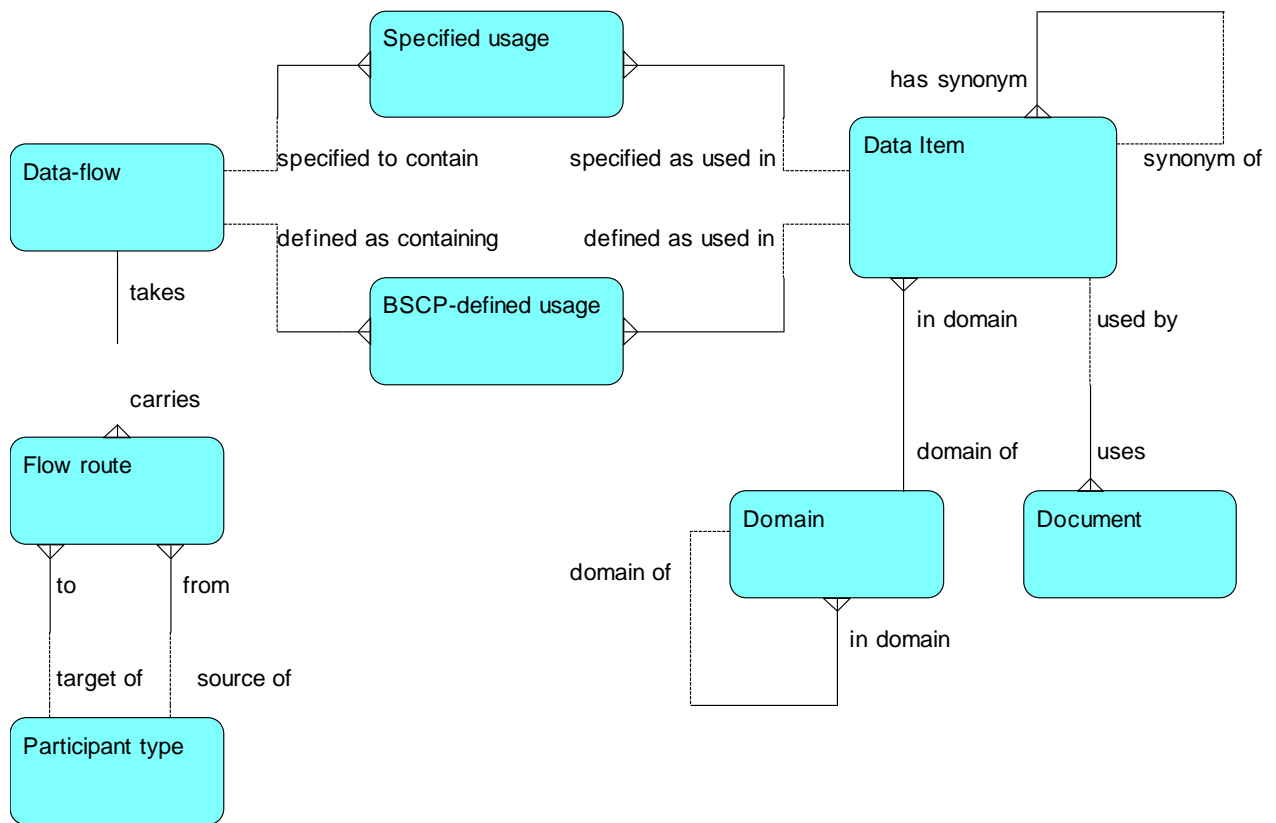 Specified usage
has synonym
Data Item
synonym of
Data-flow
specified to contain
specified as used in
defined as containing
defined as used in
takes
BSCP-defined usage
in domain
used by
carries
Flow route
domain of
uses
Domain
Document
to
from
domain of
in domain
target of
source of
Participant type